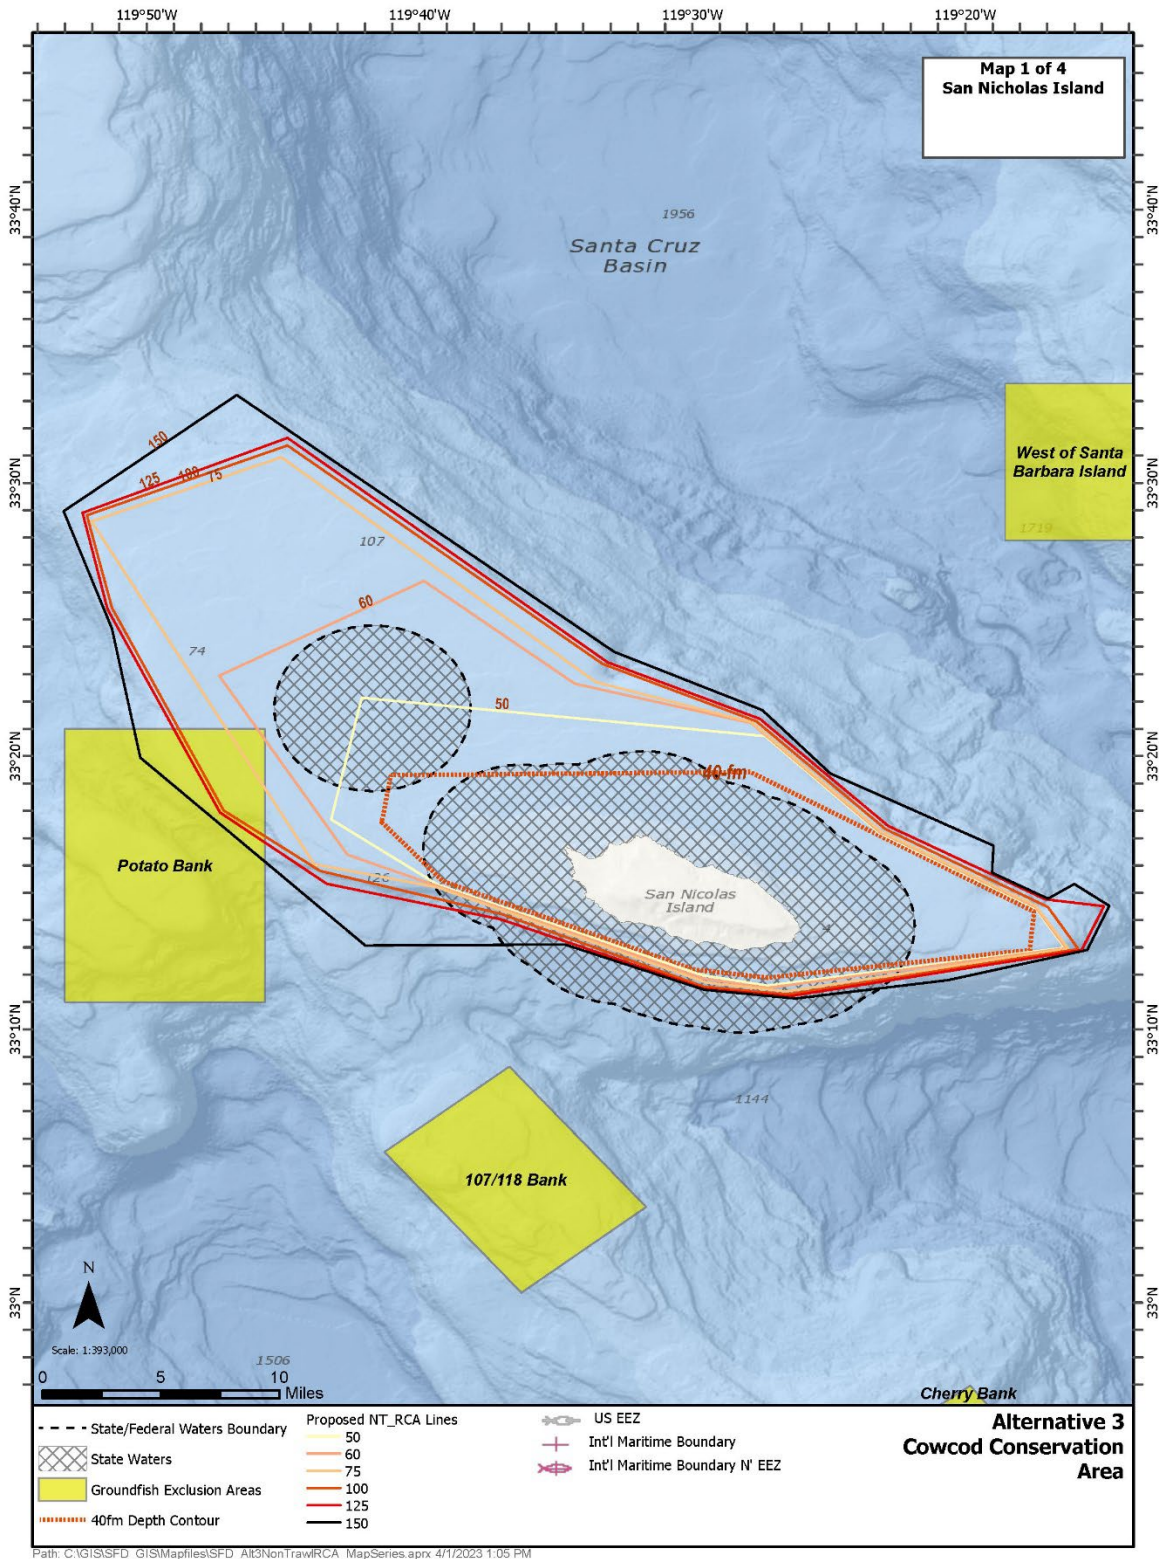 119°50'W 119°40'W 119°30'W 119°20'W
Map 1 of 4
San Nicholas Island
33°40'N 33°40'N
1956
Santa Cruz
Basin
150
125 100 75
33°30'N 33°30'N
West of Santa
Barbara Island
1719
107
60
74
50
33°20'N 33°20'N
40-fm
Potato Bank
126
San Nicolas
Island
4
33°10'N 33°10'N
1144
107/118 Bank
33°N 33°N
N
Scale: 1:393,000
1506
0 5 10
Miles
Cherry Bank
State/Federal Waters Boundary
State Waters
Groundfish Exclusion Areas
40fm Depth Contour
Proposed NT_RCA Lines
50
60
75
100
125
150
US EEZ
Int'l Maritime Boundary
Int'l Maritime Boundary N' EEZ
Alternative 3
Cowcod Conservation
Area
Path: C:\GIS\SFD_GIS\Mapfiles\SFD_Alt3NonTrawlRCA_MapSeries.aprx 4/1/2023 1:05 PM